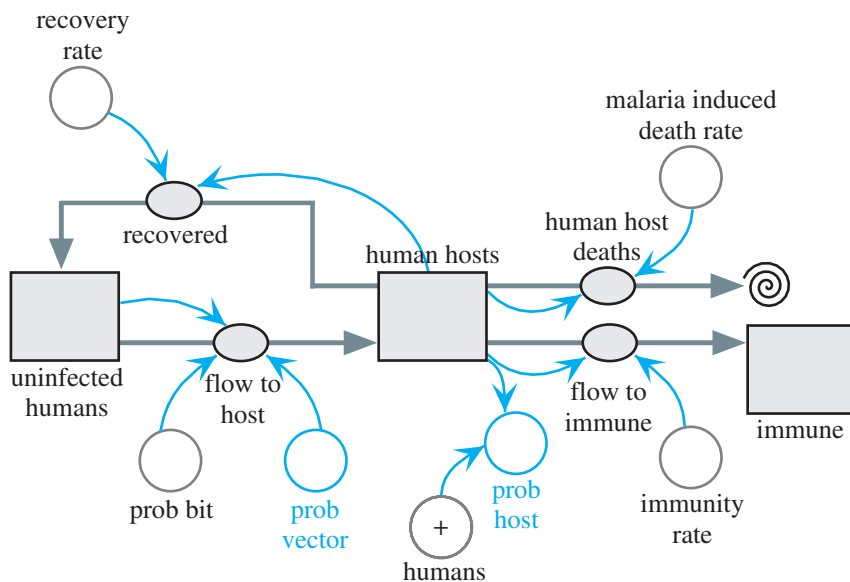 recovery
rate
malaria induced
death rate
recovered
human hosts
human host
deaths
uninfected
humans
flow to
host
flow to
immune
immune
prob bit
prob
vector
prob
host
immunity
rate
+
humans